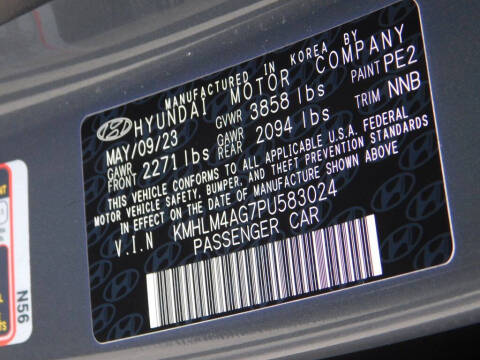 MANUFACTURED IN KOREA BY
HYUNDAI MOTOR COMPANY
MAY/09/23 GVWR 3858 lbs PAINT PE2
GAWR FRONT 2271 lbs GAWR REAR 2094 lbs TRIM NNB
THIS VEHICLE CONFORMS TO ALL APPLICABLE U.S.A. FEDERAL
MOTOR VEHICLE SAFETY, BUMPER, AND THEFT PREVENTION STANDARDS
IN EFFECT ON THE DATE OF MANUFACTURE SHOWN ABOVE
V.I.N KMHLM4AG7PU583024
PASSENGER CAR
N56